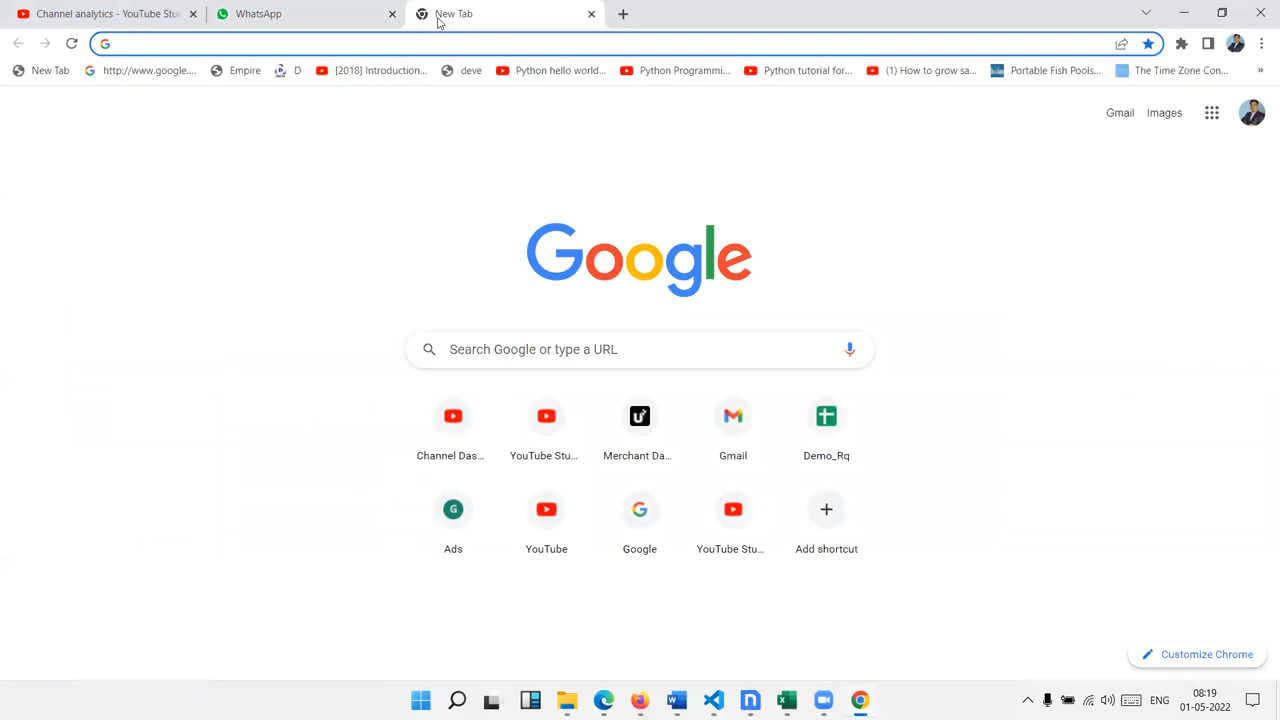 Channel analytics - YouTube Stu
WhatsApp
New Tab
New Tab
http://www.google....
Empire
D
[2018] Introduction...
deve
Python hello world...
Python Programmi...
Python tutorial for...
(1) How to grow sa...
Portable Fish Pools...
The Time Zone Con...
»
Gmail
Images
Google
Search Google or type a URL
Channel Das...
YouTube Stu...
Merchant Da...
Gmail
Demo_Rq
G
Ads
YouTube
Google
YouTube Stu...
Add shortcut
Customize Chrome
ENG
08:19
01-05-2022